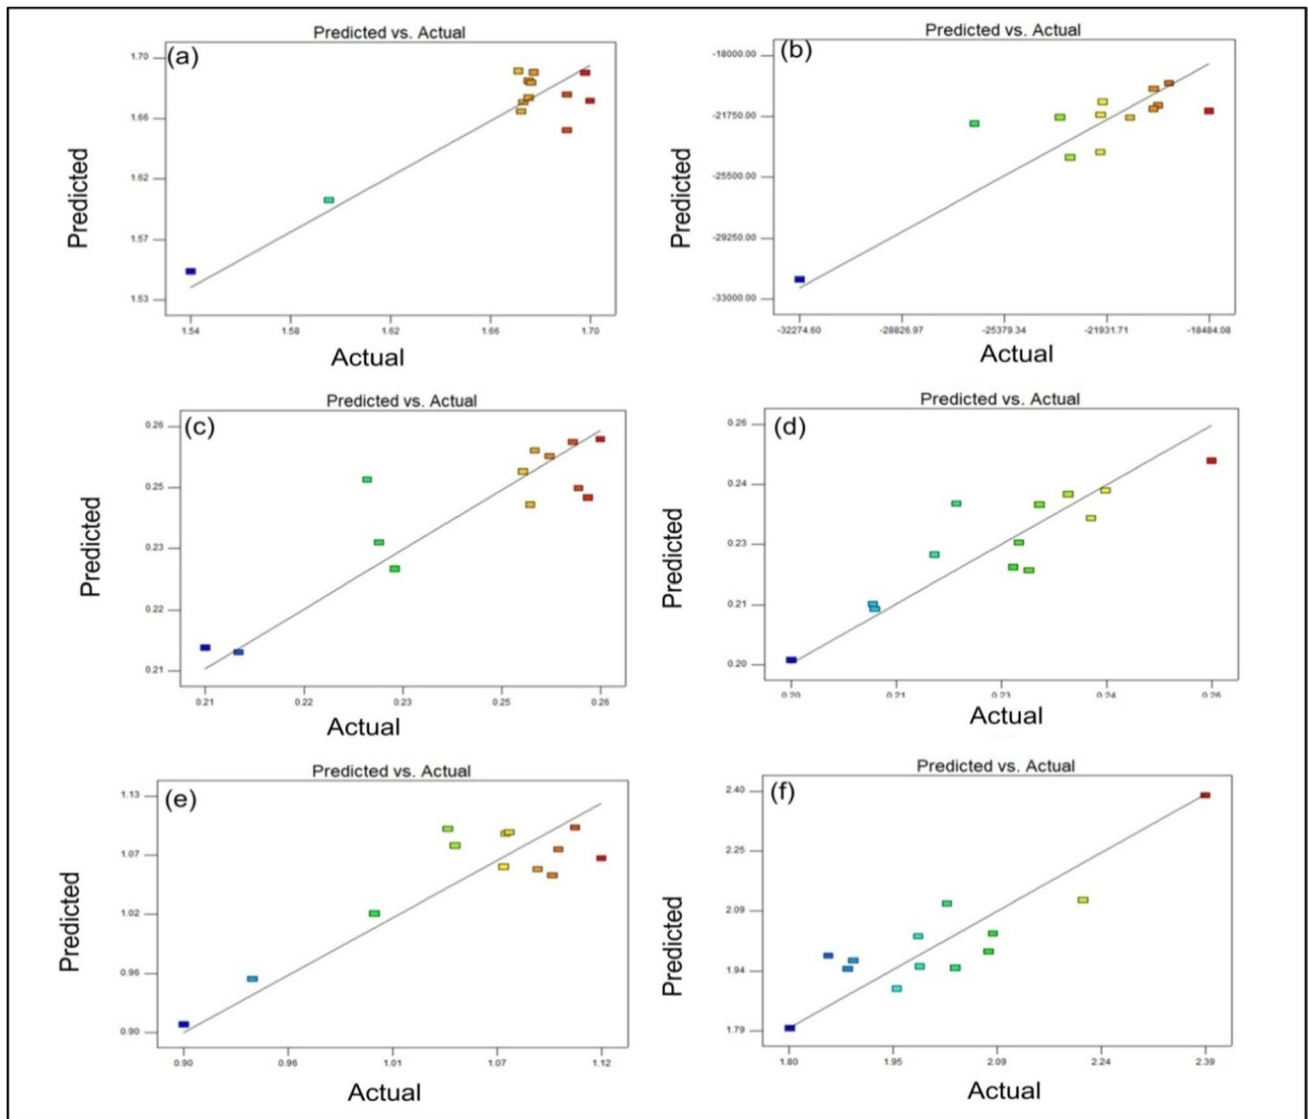 Predicted vs. Actual
(a)
1.70
1.66
1.62
1.57
1.53
Predicted
1.54 1.58 1.62 1.66 1.70
Actual
Predicted vs. Actual
(b)
-18000.00
-21750.00
-25500.00
-29250.00
-33000.00
Predicted
-32274.60 -28826.97 -25379.34 -21931.71 -18484.08
Actual
Predicted vs. Actual
(c)
0.26
0.25
0.23
0.22
0.21
Predicted
0.21 0.22 0.23 0.25 0.26
Actual
Predicted vs. Actual
(d)
0.26
0.24
0.23
0.21
0.20
Predicted
0.20 0.21 0.23 0.24 0.26
Actual
Predicted vs. Actual
(e)
1.13
1.07
1.02
0.96
0.90
Predicted
0.90 0.96 1.01 1.07 1.12
Actual
Predicted vs. Actual
(f)
2.40
2.25
2.09
1.94
1.79
Predicted
1.80 1.95 2.09 2.24 2.39
Actual